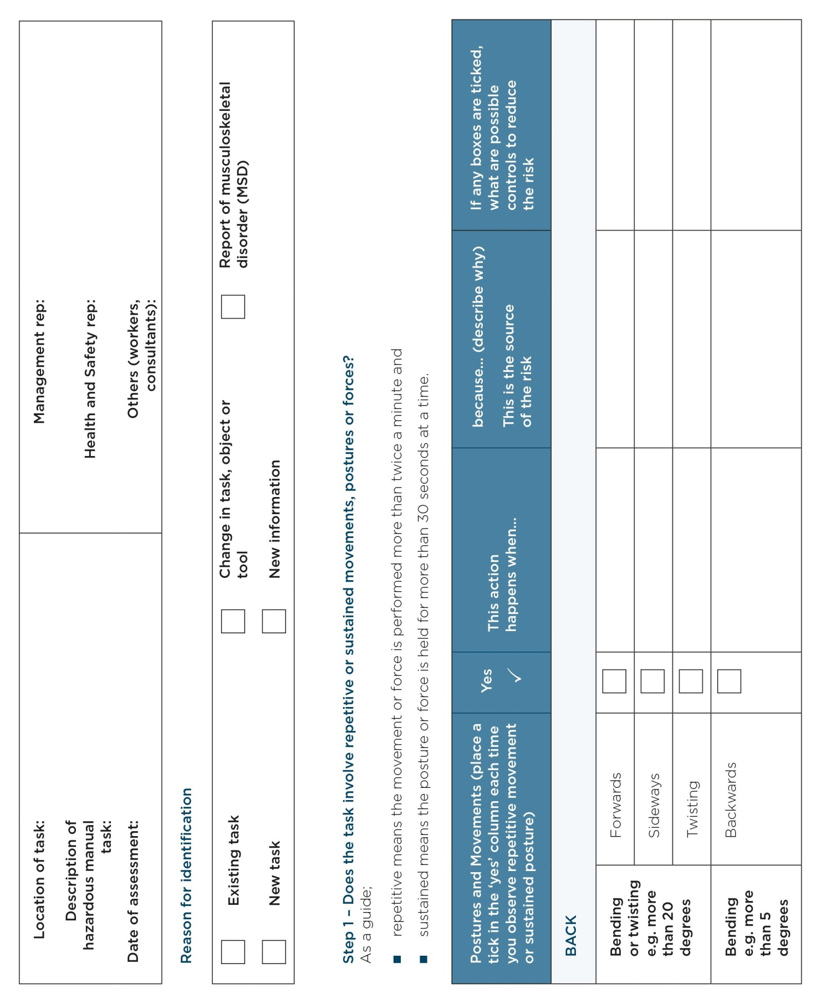 Location of task:
Management rep:
Description of
hazardous manual
task:
Health and Safety rep:
Date of assessment:
Others (workers,
consultants):
Reason for identification
Existing task
Change in task, object or
tool
Report of musculoskeletal
disorder (MSD)
New task
New information
Step 1 – Does the task involve repetitive or sustained movements, postures or forces?
As a guide;
■ repetitive means the movement or force is performed more than twice a minute and
■ sustained means the posture or force is held for more than 30 seconds at a time.
Postures and Movements (place a
tick in the ‘yes’ column each time
you observe repetitive movement
or sustained posture)
Yes
✓
This action
happens when...
because... (describe why)
This is the source
of the risk
If any boxes are ticked,
what are possible
controls to reduce
the risk
BACK
Bending
or twisting
e.g. more
than 20
degrees
Forwards
Sideways
Twisting
Bending
e.g. more
than 5
degrees
Backwards